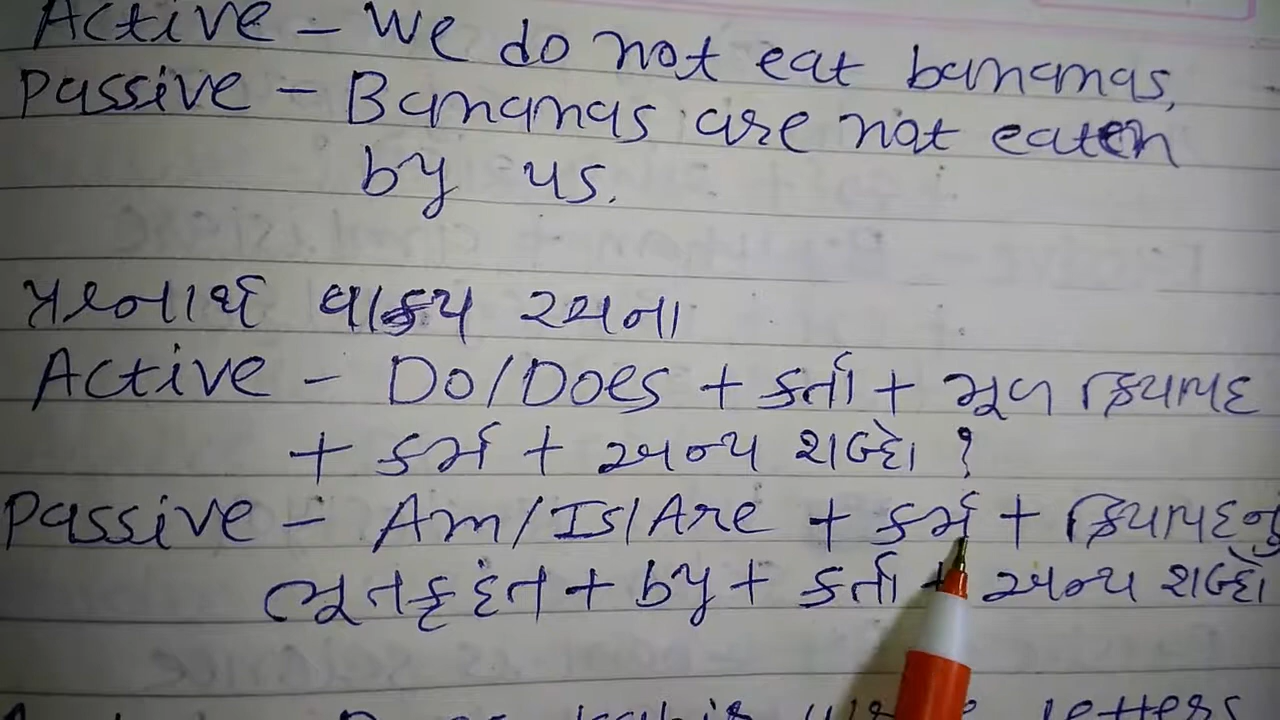 Active - We do not eat bananas,
Passive - Bananas are not eaten
by us.
પ્રશ્નાર્થ વાક્ય રચના
Active - Do/Does + કર્તા + મૂળ ક્રિયાપદ
+ કર્મ + અન્ય શબ્દો ?
Passive - Am/Is/Are + કર્મ + ક્રિયાપદનું
ભૂતકૃદંત + by + કર્તા + અન્ય શબ્દો
letters